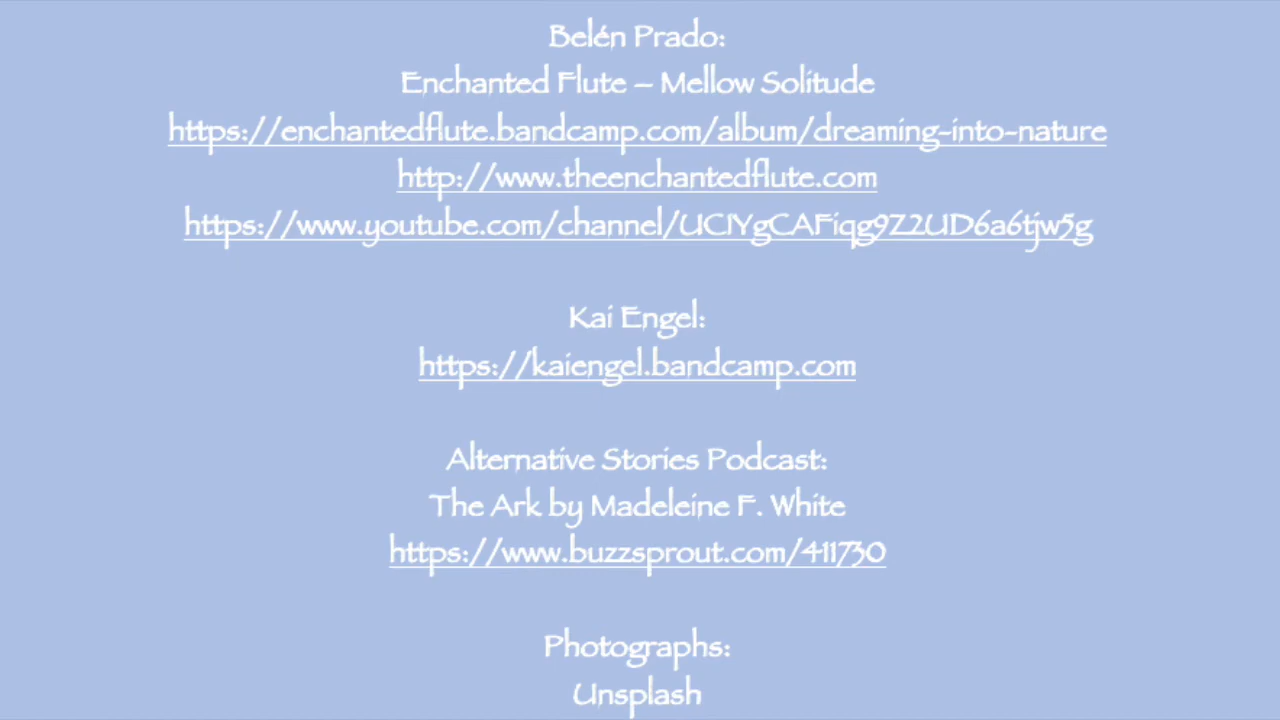 Belén Prado:
Enchanted Flute – Mellow Solitude
https://enchantedflute.bandcamp.com/album/dreaming-into-nature
http://www.theenchantedflute.com
https://www.youtube.com/channel/UCIYgCAFiqg9Z2UD6a6tjw5g
Kai Engel:
https://kaiengel.bandcamp.com
Alternative Stories Podcast:
The Ark by Madeleine F. White
https://www.buzzsprout.com/411730
Photographs:
Unsplash